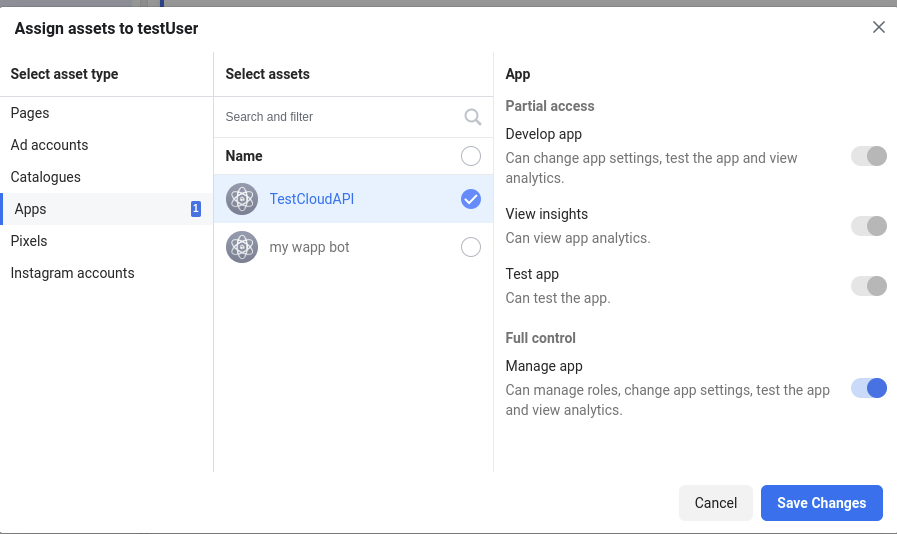 Assign assets to testUser
Select asset type
Pages
Ad accounts
Catalogues
Apps
1
Pixels
Instagram accounts
Select assets
Search and filter
Name
TestCloudAPI
my wapp bot
App
Partial access
Develop app
Can change app settings, test the app and view
analytics.
View insights
Can view app analytics.
Test app
Can test the app.
Full control
Manage app
Can manage roles, change app settings, test the app
and view analytics.
Cancel
Save Changes